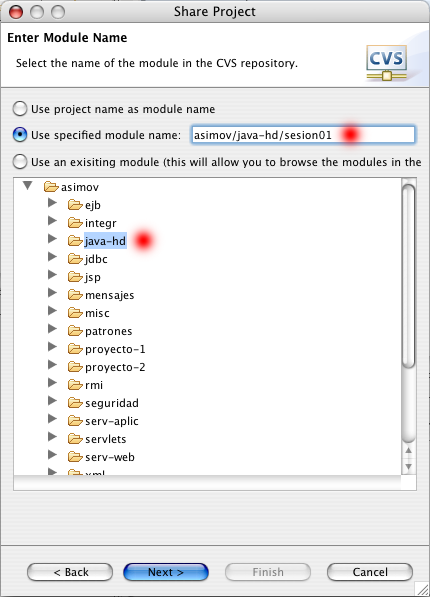 Share Project
Enter Module Name
Select the name of the module in the CVS repository.
CVS
Use project name as module name
Use specified module name: asimov/java-hd/sesion01
Use an exisiting module (this will allow you to browse the modules in the
asimov
ejb
integr
java-hd
jdbc
jsp
mensajes
misc
patrones
proyecto-1
proyecto-2
rmi
seguridad
serv-aplic
servlets
serv-web
xml
< Back Next > Finish Cancel